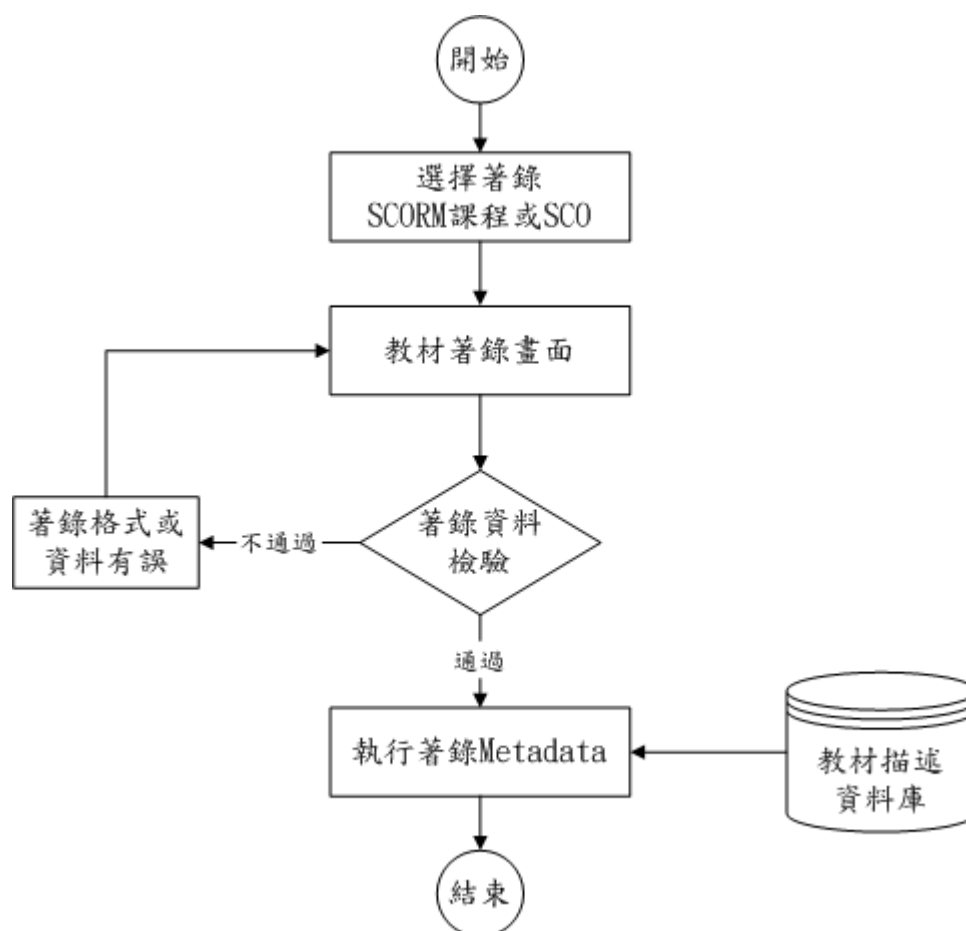 開始
選擇著錄
SCORM課程或SCO
教材著錄畫面
著錄資料
檢驗
不通過
著錄格式或
資料有誤
通過
執行著錄Metadata
教材描述
資料庫
結束